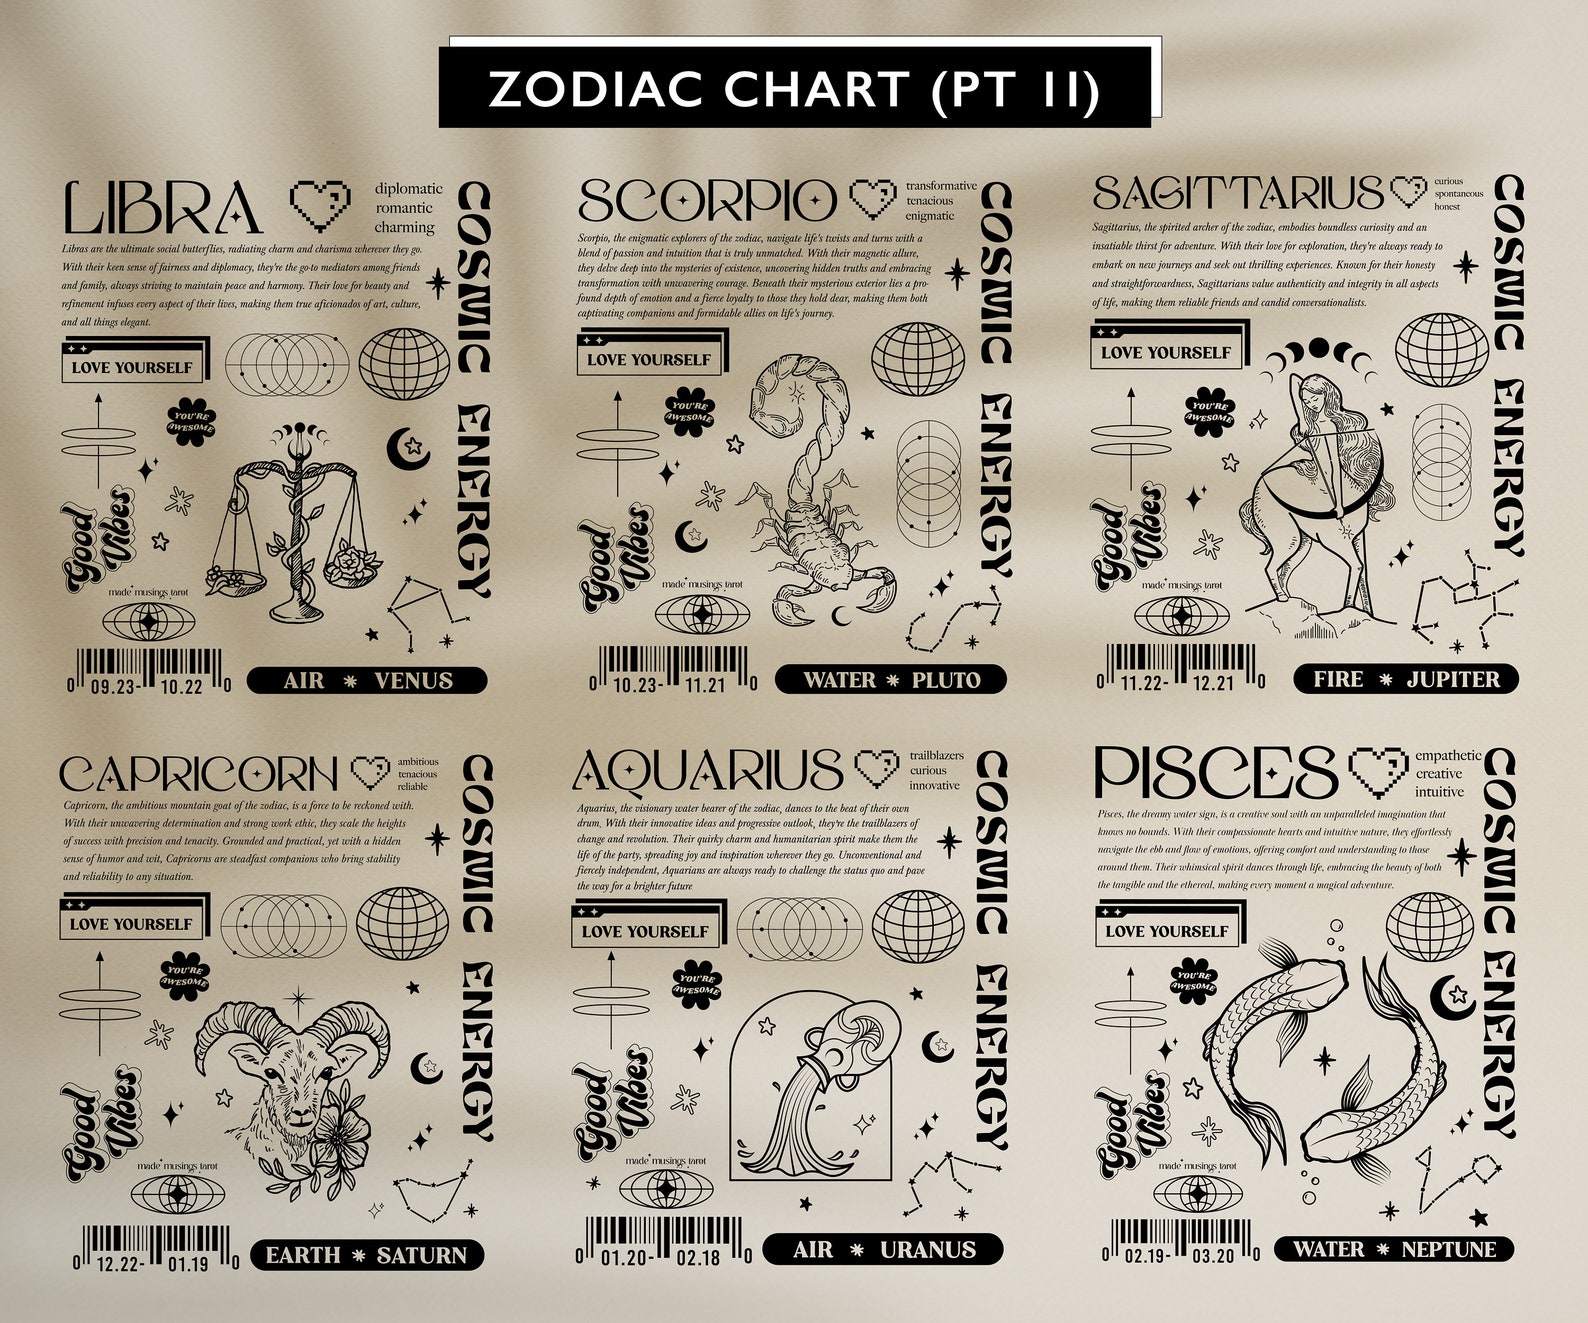 ZODIAC CHART (PT II)
LIBRA
diplomatic
romantic
charming
Libras are the ultimate social butterflies, radiating charm and charisma wherever they go.
With their keen sense of fairness and diplomacy, they're the go-to mediators among friends
and family, always striving to maintain peace and harmony. Their love for beauty and
refinement infuses every aspect of their lives, making them true aficionados of art, culture,
and all things elegant.
COSMIC ENERGY
LOVE YOURSELF
YOU'RE
AWESOME
Good
Vibes
made musings tarot
0 09.23- 10.22 0
AIR * VENUS
SCORPIO
transformative
tenacious
enigmatic
Scorpio, the enigmatic explorers of the zodiac, navigate life's twists and turns with a
blend of passion and intuition that is truly unmatched. With their magnetic allure,
they delve deep into the mysteries of existence, uncovering hidden truths and embracing
transformation with unwavering courage. Beneath their mysterious exterior lies a pro-
found depth of emotion and a fierce loyalty to those they hold dear, making them both
captivating companions and formidable allies on life's journey.
COSMIC ENERGY
LOVE YOURSELF
YOU'RE
AWESOME
Good
Vibes
made musings tarot
0 10.23- 11.21 0
WATER * PLUTO
SAGITTARIUS
curious
spontaneous
honest
Sagittarius, the spirited archer of the zodiac, embodies boundless curiosity and an
insatiable thirst for adventure. With their love for exploration, they're always ready to
embark on new journeys and seek out thrilling experiences. Known for their honesty
and straightforwardness, Sagittarians value authenticity and integrity in all aspects
of life, making them reliable friends and candid conversationalists.
COSMIC ENERGY
LOVE YOURSELF
YOU'RE
AWESOME
Good
Vibes
made musings tarot
0 11.22- 12.21 0
FIRE * JUPITER
CAPRICORN
ambitious
tenacious
reliable
Capricorn, the ambitious mountain goat of the zodiac, is a force to be reckoned with.
With their unwavering determination and strong work ethic, they scale the heights
of success with precision and tenacity. Grounded and practical, yet with a hidden
sense of humor and wit, Capricorns are steadfast companions who bring stability
and reliability to any situation.
COSMIC ENERGY
LOVE YOURSELF
YOU'RE
AWESOME
Good
Vibes
made musings tarot
0 12.22- 01.19 0
EARTH * SATURN
AQUARIUS
trailblazers
curious
innovative
Aquarius, the visionary water bearer of the zodiac, dances to the beat of their own
drum. With their innovative ideas and progressive outlook, they're the trailblazers of
change and revolution. Their quirky charm and humanitarian spirit make them the
life of the party, spreading joy and inspiration wherever they go. Unconventional and
fiercely independent, Aquarians are always ready to challenge the status quo and pave
the way for a brighter future
COSMIC ENERGY
LOVE YOURSELF
YOU'RE
AWESOME
Good
Vibes
made musings tarot
0 01.20- 02.18 0
AIR * URANUS
PISCES
empathetic
creative
intuitive
Pisces, the dreamy water sign, is a creative soul with an unparalleled imagination that
knows no bounds. With their compassionate hearts and intuitive nature, they effortlessly
navigate the ebb and flow of emotions, offering comfort and understanding to those
around them. Their whimsical spirit dances through life, embracing the beauty of both
the tangible and the ethereal, making every moment a magical adventure.
COSMIC ENERGY
LOVE YOURSELF
YOU'RE
AWESOME
Good
Vibes
made musings tarot
0 02.19- 03.20 0
WATER * NEPTUNE